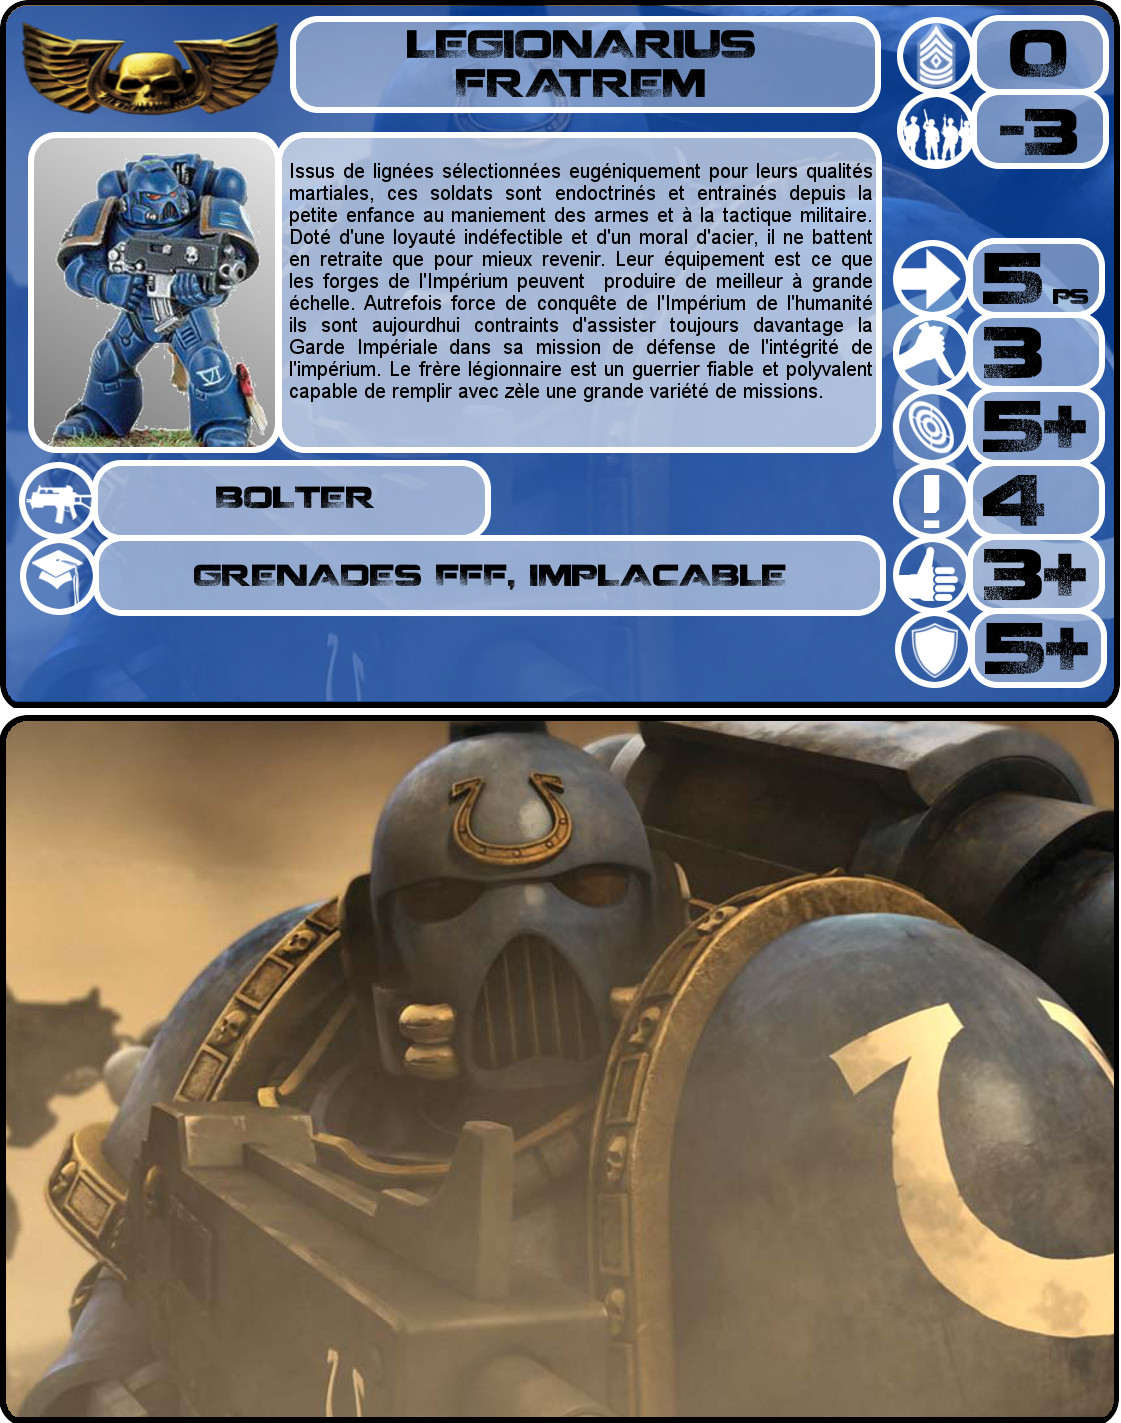 LEGIONARIUS
FRATREM
0
-3
Issus de lignées sélectionnées eugéniquement pour leurs qualités
martiales, ces soldats sont endoctrinés et entrainés depuis la
petite enfance au maniement des armes et à la tactique militaire.
Doté d'une loyauté indéfectible et d'un moral d'acier, il ne battent
en retraite que pour mieux revenir. Leur équipement est ce que
les forges de l'Impérium peuvent produire de meilleur à grande
échelle. Autrefois force de conquête de l'Impérium de l'humanité
ils sont aujourdhui contraints d'assister toujours davantage la
Garde Impériale dans sa mission de défense de l'intégrité de
l'impérium. Le frère légionnaire est un guerrier fiable et polyvalent
capable de remplir avec zèle une grande variété de missions.
VI
5 PS
3
5+
4
3+
5+
BOLTER
GRENADES FFF, IMPLACABLE